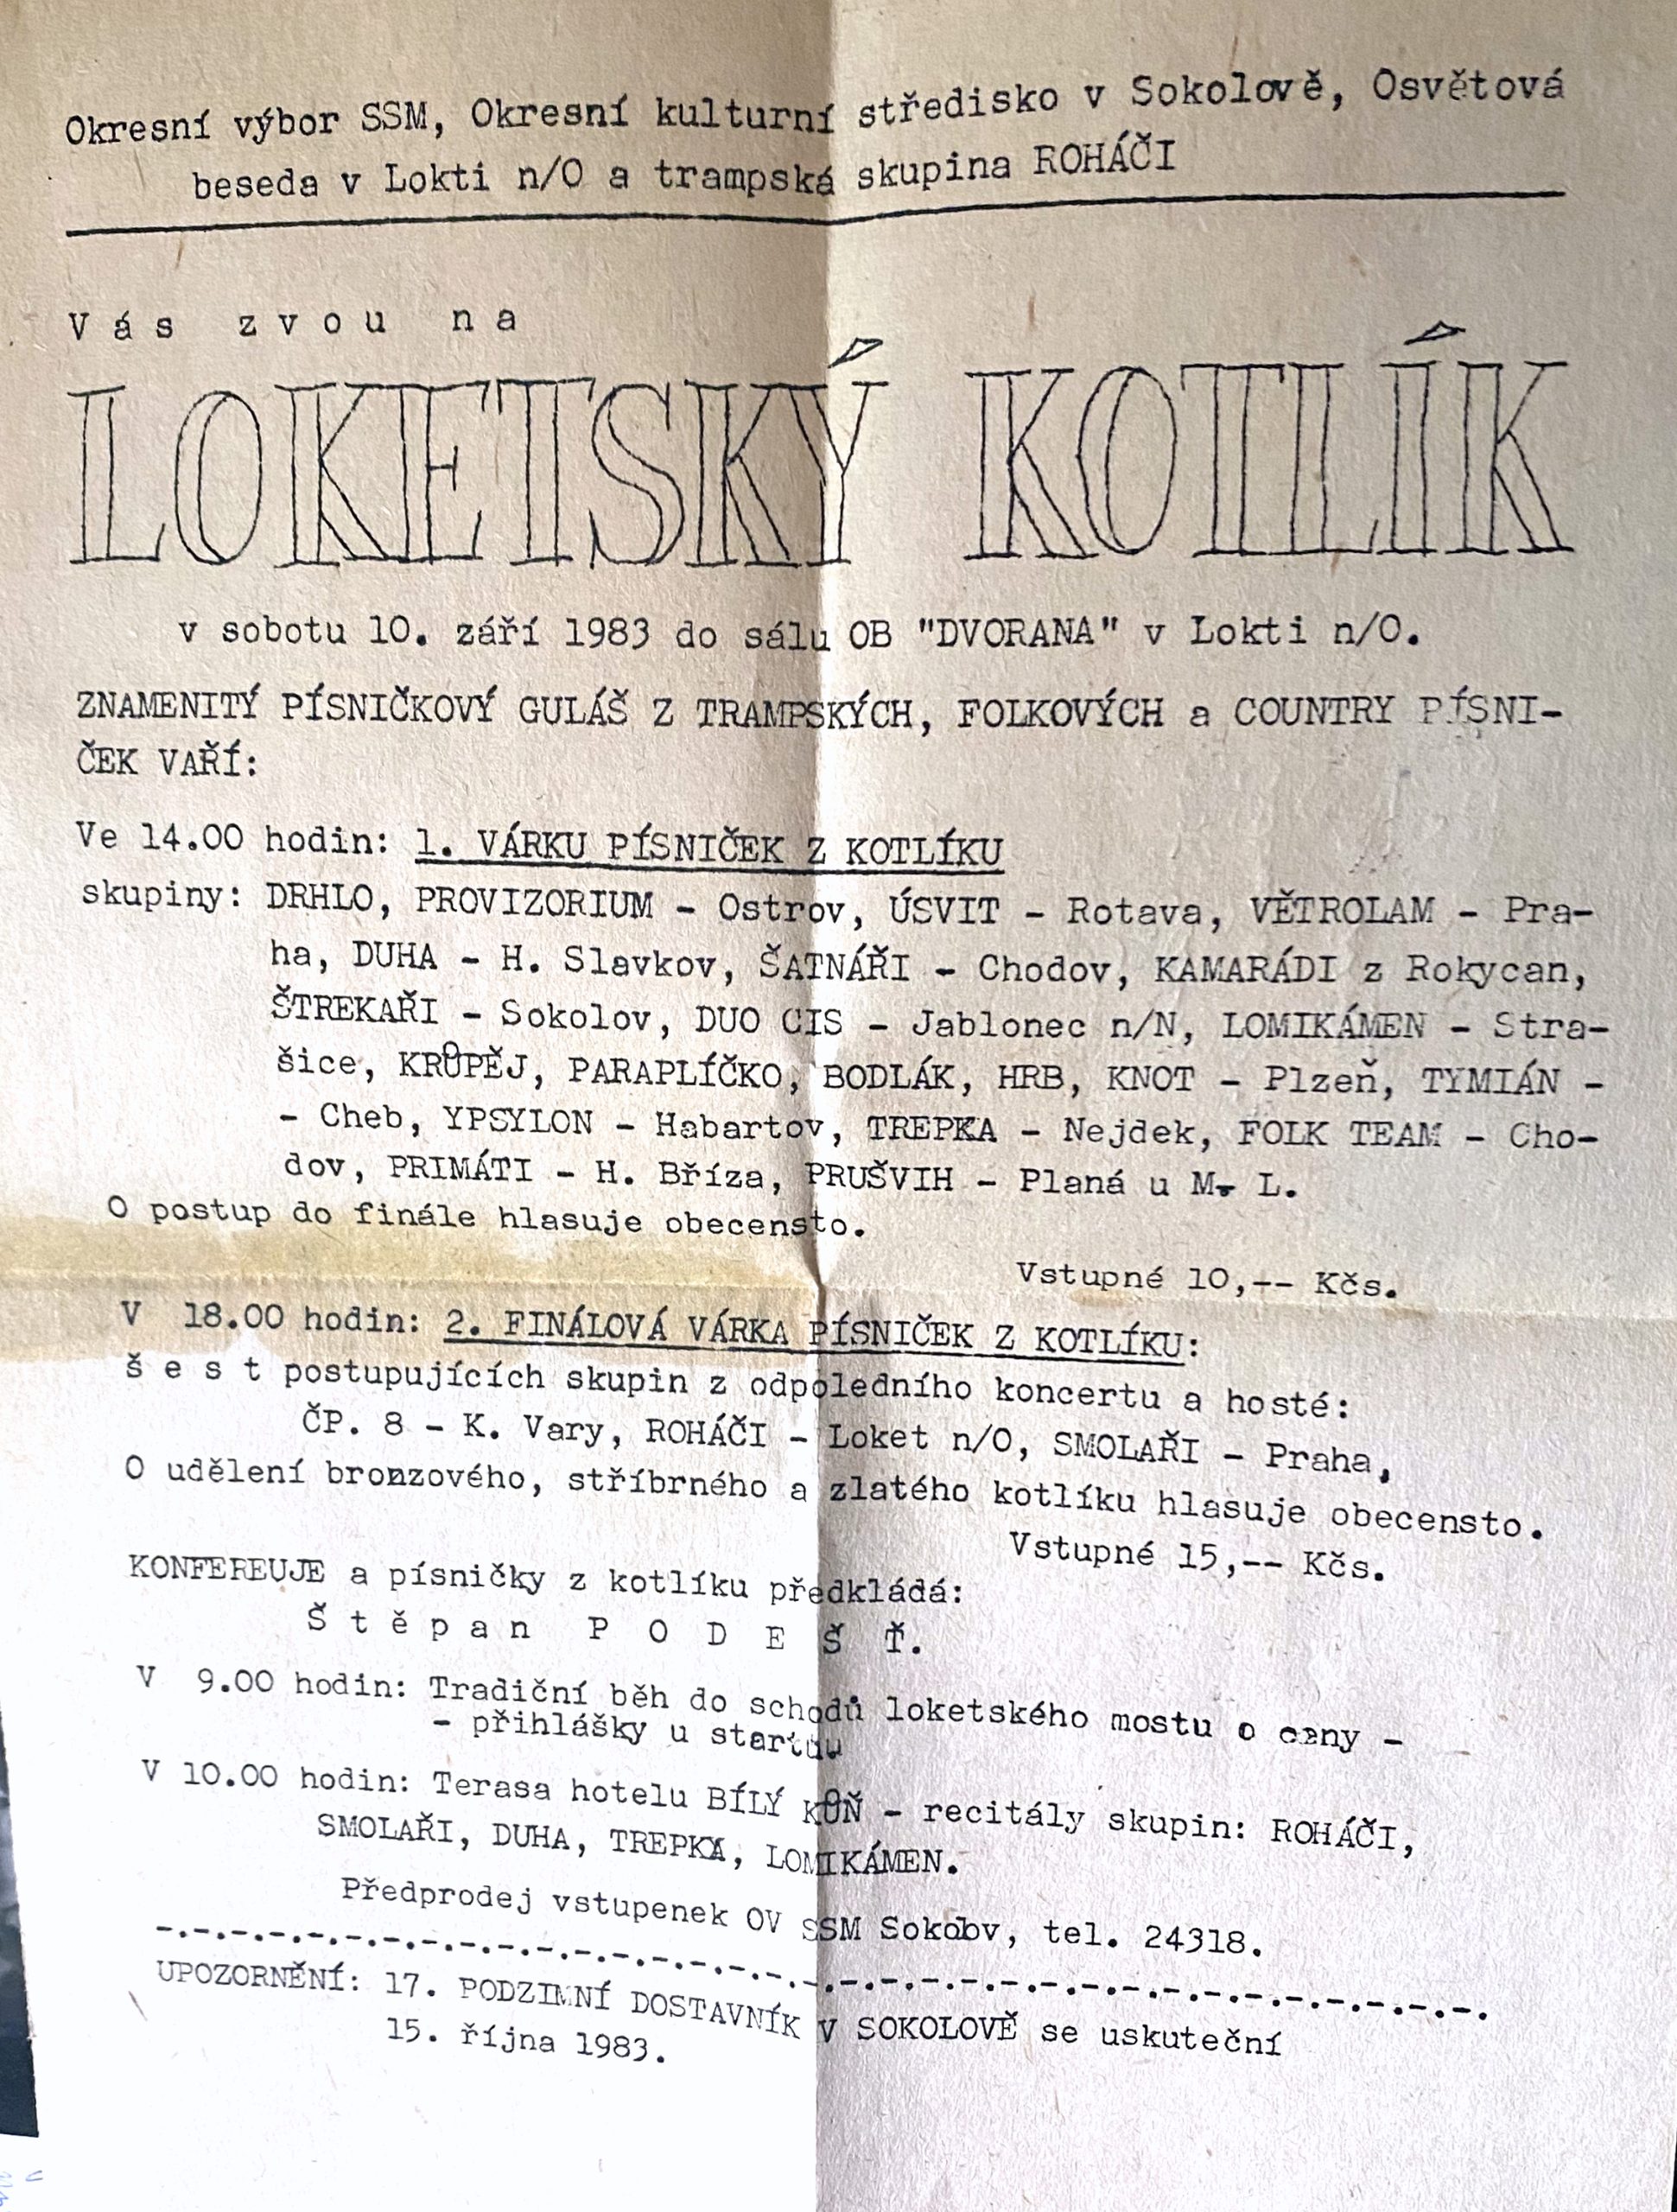 Okresní výbor SSM, Okresní kulturní středisko v Sokolově, Osvětová
beseda v Lokti n/O a trampská skupina ROHÁČI
Vás zvou na
LOKETSKÝ KOTLÍK
v sobotu 10. září 1983 do sálu OB "DVORANA" v Lokti n/O.
ZNAMENITÝ PÍSNIČKOVÝ GULÁŠ Z TRAMPSKÝCH, FOLKOVÝCH a COUNTRY PÍSNI-
ČEK VAŘÍ:
Ve 14.00 hodin: 1. VÁRKU PÍSNIČEK Z KOTLÍKU
skupiny: DRHLO, PROVIZORIUM - Ostrov, ÚSVIT - Rotava, VĚTROLAM - Pra-
ha, DUHA - H. Slavkov, ŠATNÁŘI - Chodov, KAMARÁDI z Rokycan,
ŠTREKAŘI - Sokolov, DUO CIS - Jablonec n/N, LOMIKÁMEN - Stra-
šice, KRŮPĚJ, PARAPLÍČKO, BODLÁK, HRB, KNOT - Plzeň, TYMIÁN -
- Cheb, YPSYLON - Habartov, TREPKA - Nejdek, FOLK TEAM - Cho-
dov, PRIMÁTI - H. Bříza, PRUŠVIH - Planá u M. L.
O postup do finále hlasuje obecensto.
Vstupné 10,-- Kčs.
V 18.00 hodin: 2. FINÁLOVÁ VÁRKA PÍSNIČEK Z KOTLÍKU:
š e s t postupujících skupin z odpoledního koncertu a hosté:
ČP. 8 - K. Vary, ROHÁČI - Loket n/O, SMOLAŘI - Praha,
O udělení bronzového, stříbrného a zlatého kotlíku hlasuje obecensto.
Vstupné 15,-- Kčs.
KONFEREUJE a písničky z kotlíku předkládá:
Š t ě p a n P O D E Š Ť.
V 9.00 hodin: Tradiční běh do schodů loketského mostu o ceny -
- přihlášky u startu
V 10.00 hodin: Terasa hotelu BÍLÝ KŮŇ - recitály skupin: ROHÁČI,
SMOLAŘI, DUHA, TREPKA, LOMIKÁMEN.
Předprodej vstupenek OV SSM Sokolov, tel. 24318.
-.-.-.-.-.-.-.-.-.-.-.-.-.-.-.-.-.-.-.-.-.-.-.-.-.-.-.-.-.-.-.-.-.-.
UPOZORNĚNÍ: 17. PODZIMNÍ DOSTAVNÍK V SOKOLOVĚ se uskuteční
15. října 1983.